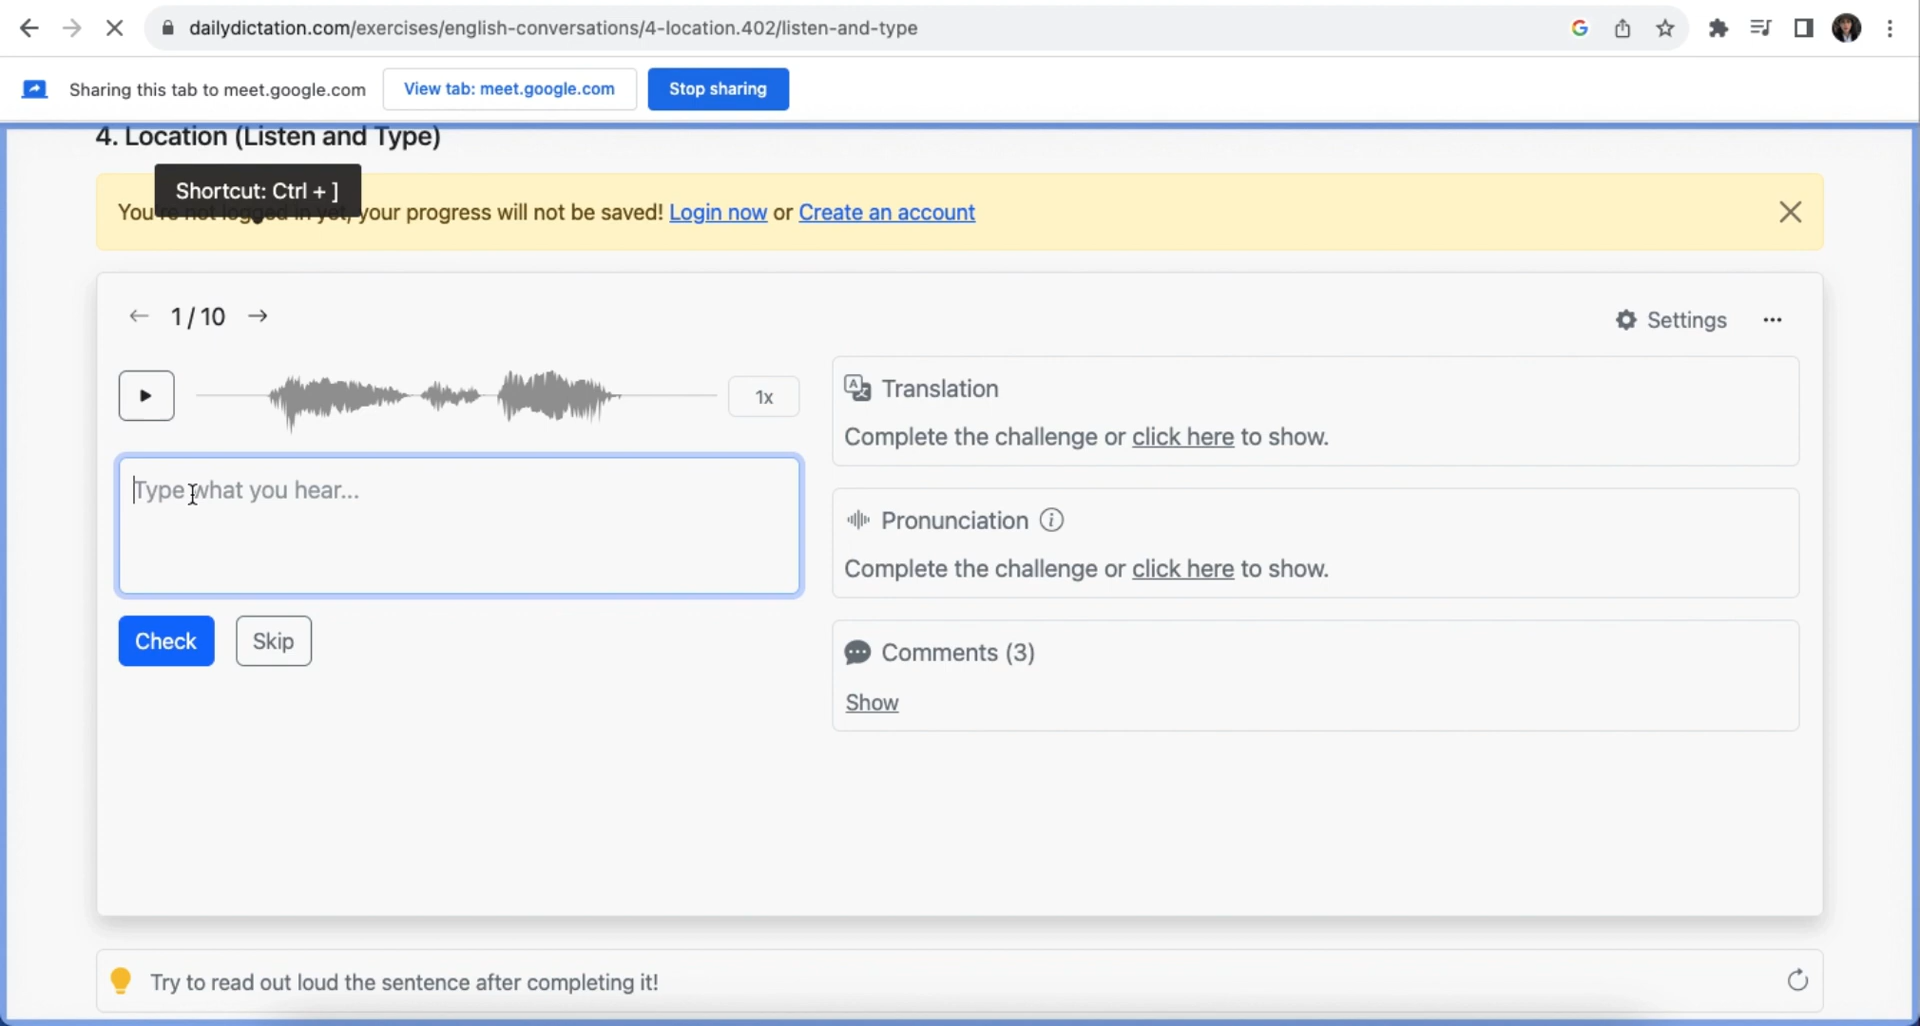 dailydictation.com/exercises/english-conversations/4-location.402/listen-and-type
Sharing this tab to meet.google.com
View tab: meet.google.com
Stop sharing
4. Location (Listen and Type)
Shortcut: Ctrl + ]
You're not logged in yet, your progress will not be saved! Login now or Create an account
1 / 10
Settings
1x
Type what you hear...
Check
Skip
Translation
Complete the challenge or click here to show.
Pronunciation
Complete the challenge or click here to show.
Comments (3)
Show
Try to read out loud the sentence after completing it!